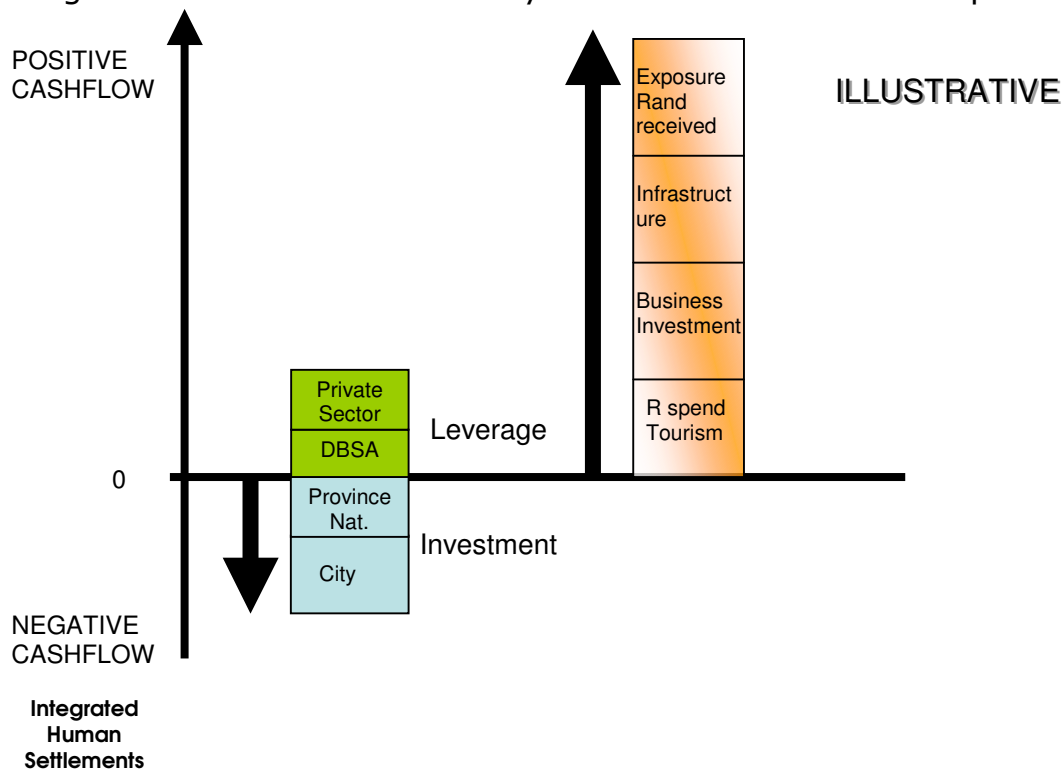 POSITIVE
CASHFLOW
ILLUSTRATIVE
Exposure
Rand
received
Infrastruct
ure
Business
Investment
R spend
Tourism
Private
Sector
DBSA
Leverage
0
Province
Nat.
City
Investment
NEGATIVE
CASHFLOW
Integrated
Human
Settlements